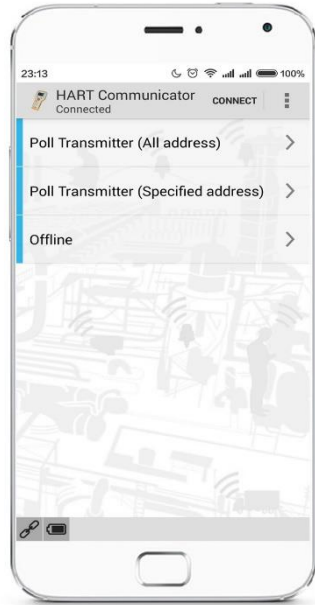 23:13
100%
HART Communicator
Connected
CONNECT
Poll Transmitter (All address)
Poll Transmitter (Specified address)
Offline